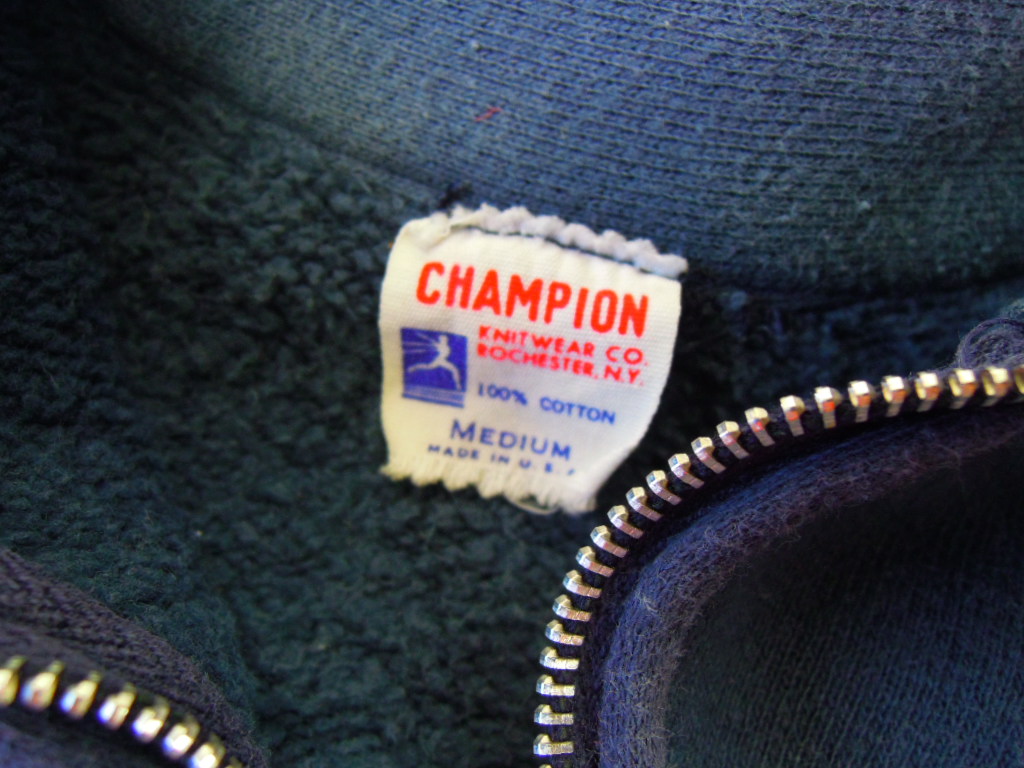 CHAMPION
KNITWEAR CO.
ROCHESTER, N.Y.
100% COTTON
MEDIUM
MADE IN U.S.